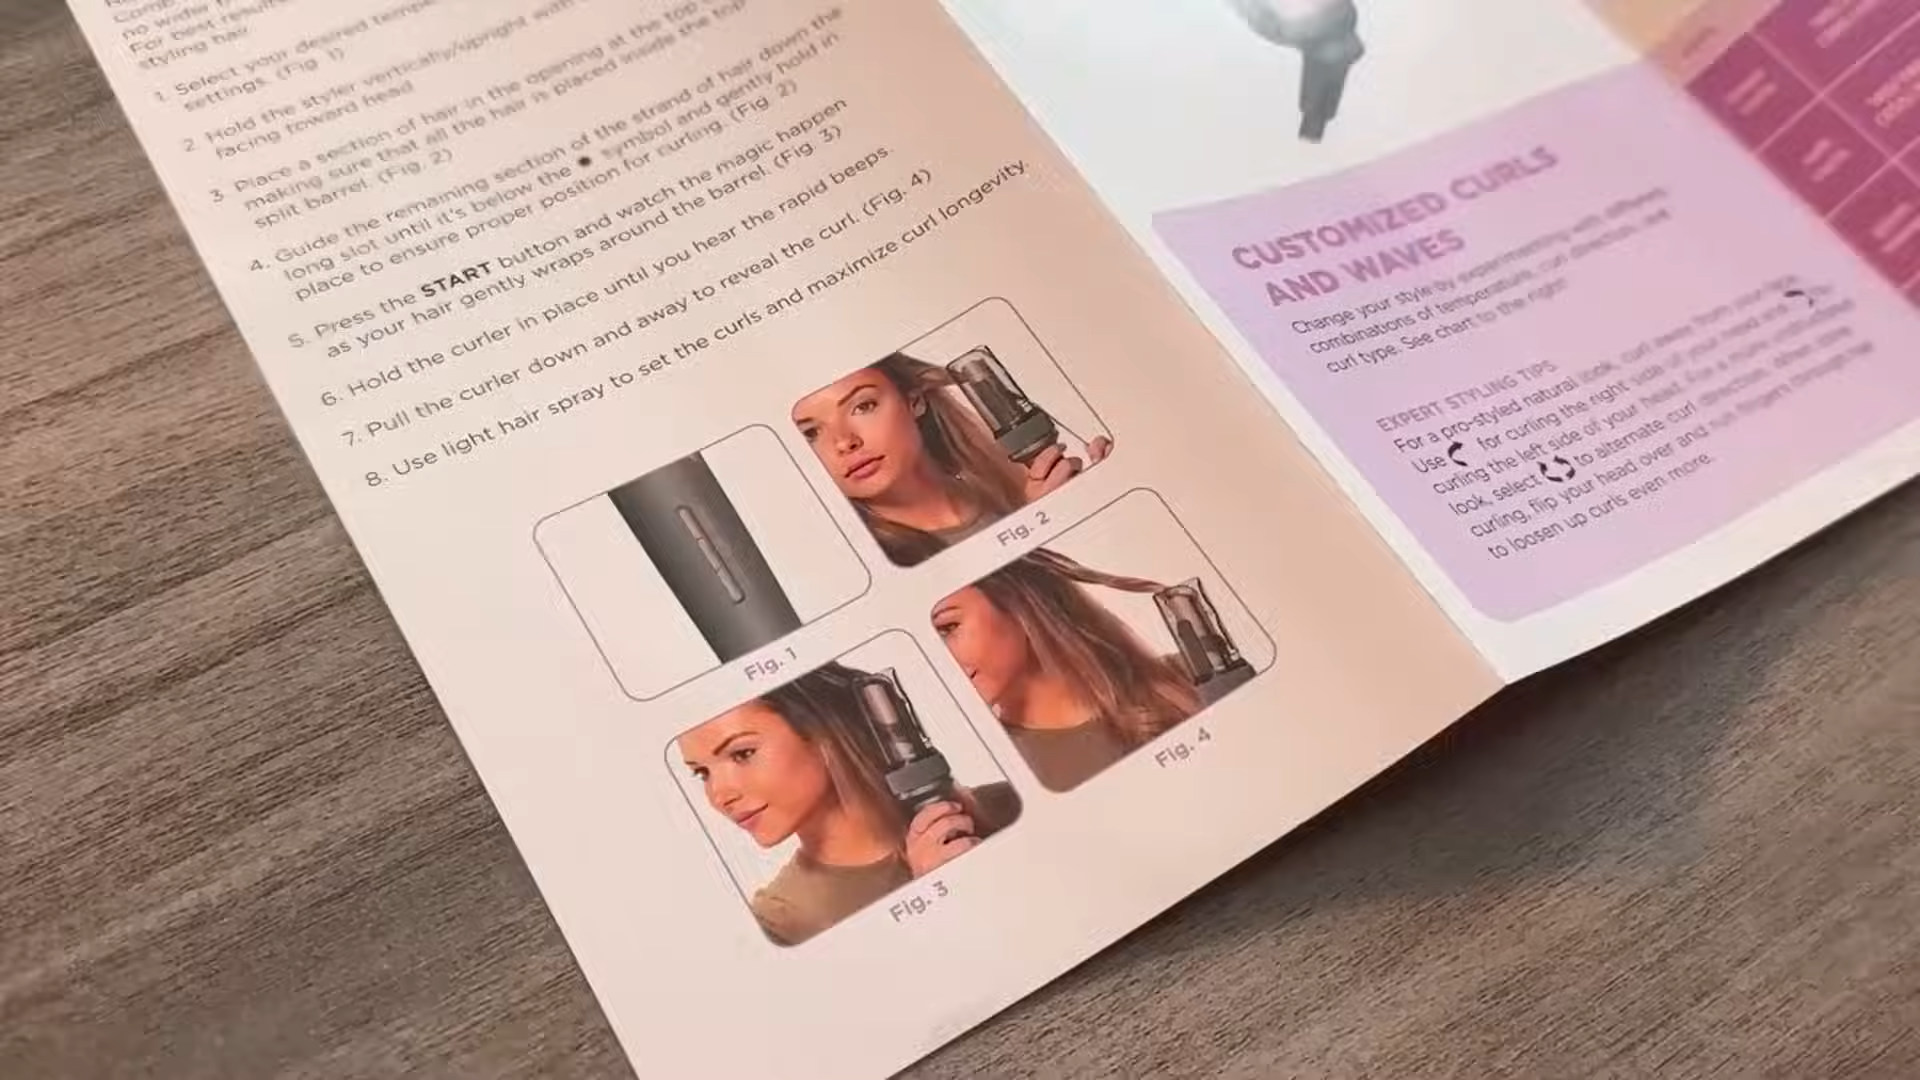 Comb
no wider
For best results
styling hair.
1. Select your desired
settings. (Fig 1)
2. Hold the styler vertically/upright with
facing toward head
3. Place a section of hair in the opening at the top
making sure that all the hair is placed inside the top
split barrel. (Fig. 2)
4. Guide the remaining section of the strand of hair down the
long slot until it's below the ● symbol and gently hold in
place to ensure proper position for curling. (Fig. 2)
5. Press the START button and watch the magic happen
as your hair gently wraps around the barrel. (Fig. 3)
6. Hold the curler in place until you hear the rapid beeps.
7. Pull the curler down and away to reveal the curl. (Fig. 4)
8. Use light hair spray to set the curls and maximize curl longevity.
Fig. 1
Fig. 2
Fig. 3
Fig. 4
CUSTOMIZED CURLS
AND WAVES
Change your style by experimenting with different
combinations of temperature, curl direction, and
curl type. See chart to the right
EXPERT STYLING TIPS
For a pro-styled natural look, curl away from your face.
Use for curling the right side of your head and for
curling the left side of your head. For a more
look, select to alternate curl direction.
curling, flip your head over and run fingers through hair
to loosen up curls even more.